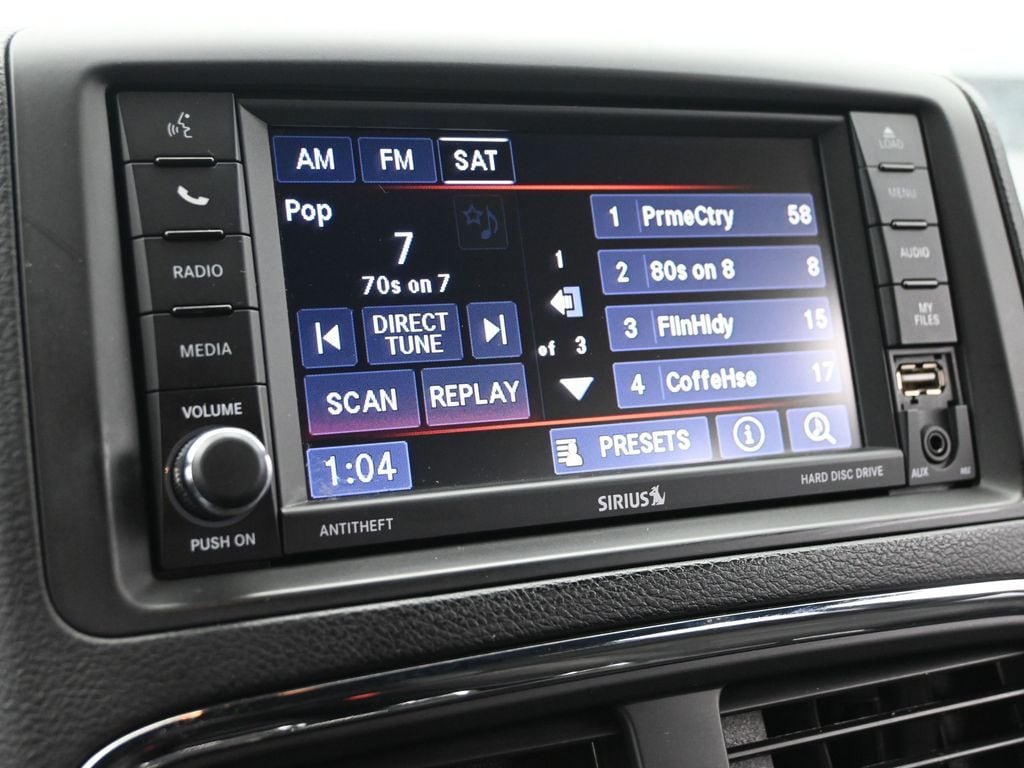 AM FM SAT
Pop
7
70s on 7
DIRECT
TUNE
SCAN REPLAY
1:04
1
of 3
1 PrmeCtry 58
2 80s on 8 8
3 FlInHldy 15
4 CoffeHse 17
PRESETS
RADIO
MEDIA
VOLUME
PUSH ON
LOAD
MENU
AUDIO
MY
FILES
AUX
ANTITHEFT
SIRIUS
HARD DISC DRIVE